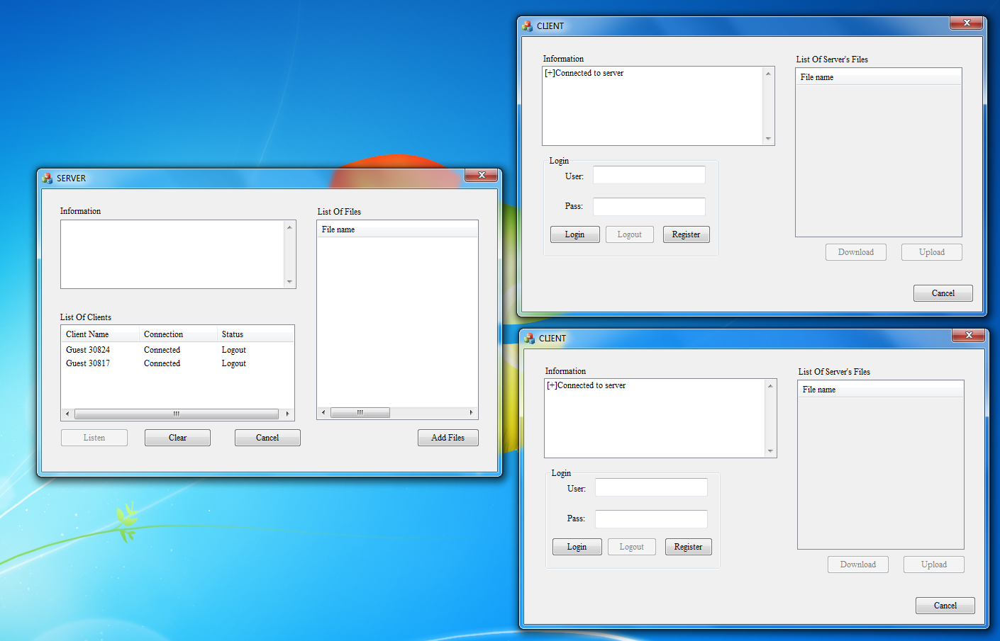 SERVER
Information
List Of Files
File name
List Of Clients
Client Name Connection Status
Guest 30824 Connected Logout
Guest 30817 Connected Logout
Listen Clear Cancel Add Files
CLIENT
Information
List Of Server's Files
[+]Connected to server
File name
Login
User:
Pass:
Login Logout Register
Download Upload
Cancel
CLIENT
Information
List Of Server's Files
[+]Connected to server
File name
Login
User:
Pass:
Login Logout Register
Download Upload
Cancel